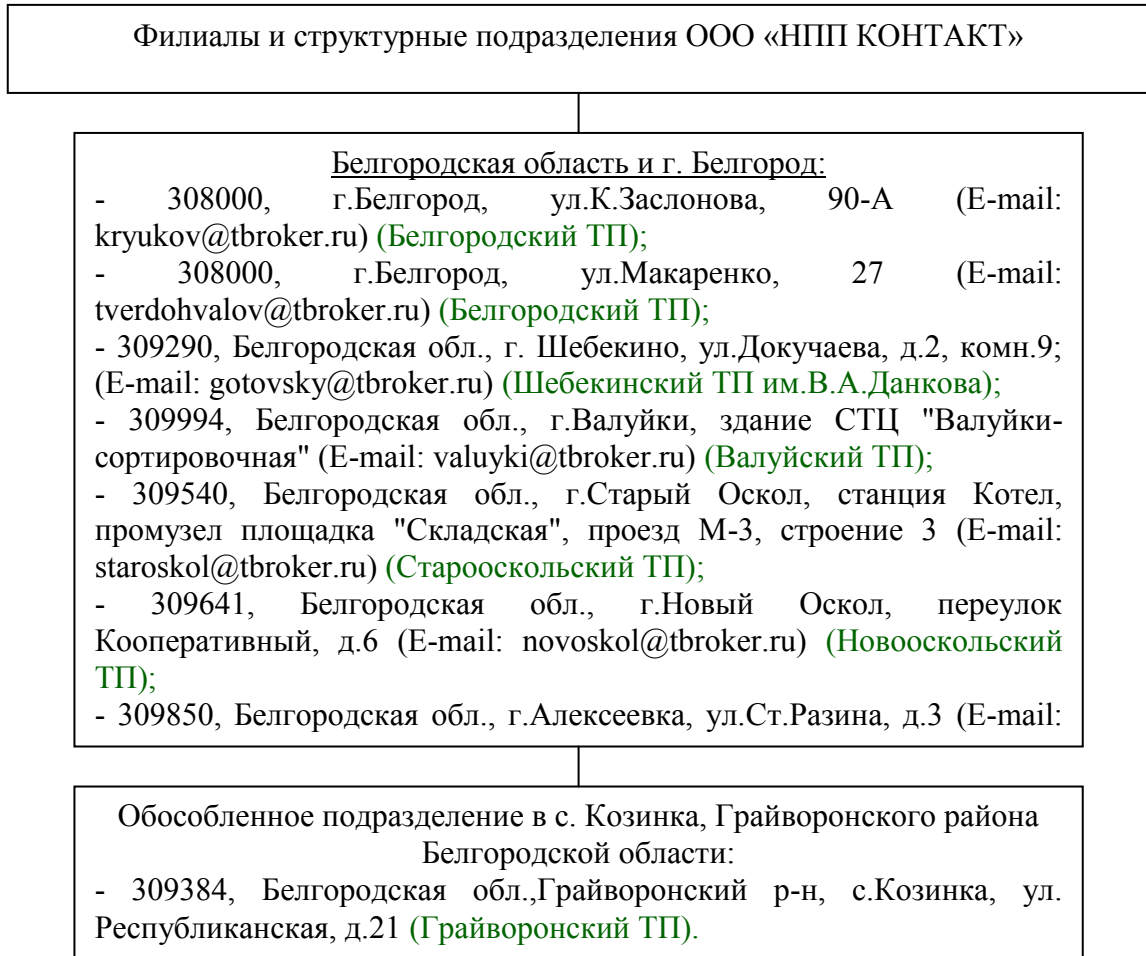 Филиалы и структурные подразделения ООО «НПП КОНТАКТ»
Белгородская область и г. Белгород:
- 308000, г.Белгород, ул.К.Заслонова, 90-А (E-mail:
kryukov@tbroker.ru) (Белгородский ТП);
- 308000, г.Белгород, ул.Макаренко, 27 (E-mail:
tverdohvalov@tbroker.ru) (Белгородский ТП);
- 309290, Белгородская обл., г. Шебекино, ул.Докучаева, д.2, комн.9;
(E-mail: gotovsky@tbroker.ru) (Шебекинский ТП им.В.А.Данкова);
- 309994, Белгородская обл., г.Валуйки, здание СТЦ "Валуйки-
сортировочная" (E-mail: valuyki@tbroker.ru) (Валуйский ТП);
- 309540, Белгородская обл., г.Старый Оскол, станция Котел,
промузел площадка "Складская", проезд М-3, строение 3 (E-mail:
staroskol@tbroker.ru) (Старооскольский ТП);
- 309641, Белгородская обл., г.Новый Оскол, переулок
Кооперативный, д.6 (E-mail: novoskol@tbroker.ru) (Новооскольский
ТП);
- 309850, Белгородская обл., г.Алексеевка, ул.Ст.Разина, д.3 (E-mail:
Обособленное подразделение в с. Козинка, Грайворонского района
Белгородской области:
- 309384, Белгородская обл.,Грайворонский р-н, с.Козинка, ул.
Республиканская, д.21 (Грайворонский ТП).